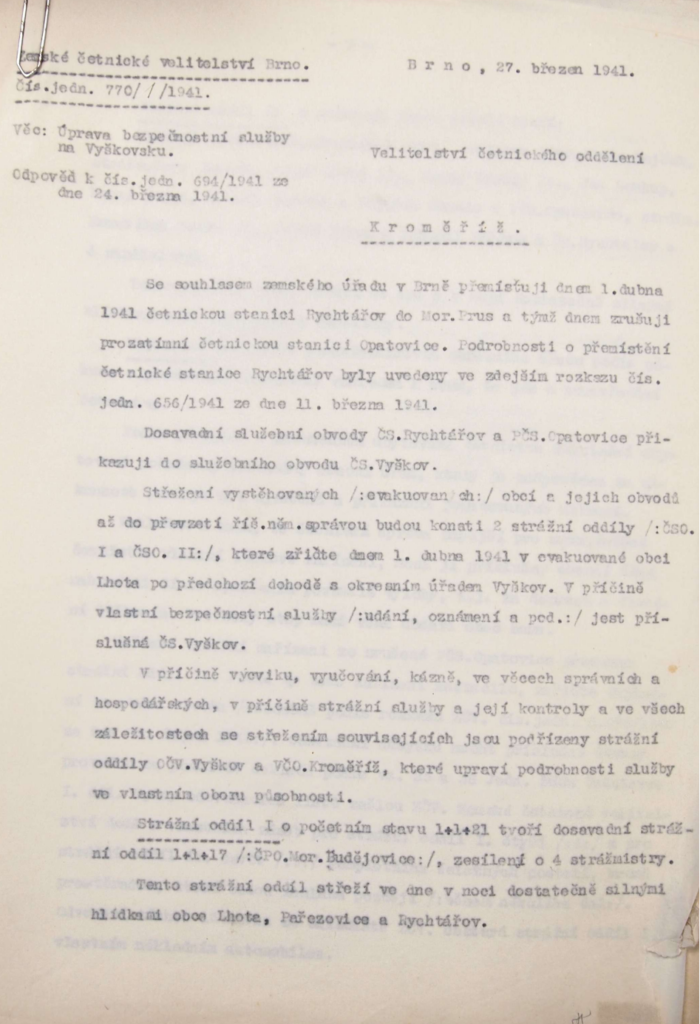 Zemské četnické velitelství Brno.
B r n o , 27. březen 1941.
čís.jedn. 770/ / /1941.
Věc: Úprava bezpečnostní služby
na Vyškovsku.
Velitelství četnického oddělení
Odpověd k čís.jedn. 694/1941 ze
dne 24. března 1941.
K r o m ě ř í ž .
Se souhlasem zemského úřadu v Brně přemístuji dnem 1.dubna
1941 četnickou stanici Rychtářov do Mor.Prus a týmž dnem zrušuji
prozatímní četnickou stanici Opatovice. Podrobnosti o přemístění
četnické stanice Rychtářov byly uvedeny ve zdejším rozkazu čís.
jedn. 656/1941 ze dne 11. března 1941.
Dosavadní služební obvody ČS.Rychtářov a PČS.Opatovice při-
kazuji do služebního obvodu ČS.Vyškov.
Střežení vystěhovaných /:evakuovan ch:/ obcí a jejich obvodů
až do převzetí říš.něm.správou budou konati 2 strážní oddíly /:ČSO.
I a ČSO. II:/, které zřidte dnem 1. dubna 1941 v evakuované obci
Lhota po předchozí dohodě s okresním úřadem Vyškov. V příčině
vlastní bezpečnostní služby /:udání, oznámení a pod.:/ jest pří-
slušná ČS.Vyškov.
V příčině výcviku, vyučování, kázně, ve věcech správních a
hospodářských, v příčině strážní služby a její kontroly a ve všech
záležitostech se střežením souvisejících jsou podřízeny strážní
oddíly OČV.Vyškov a VČO.Kroměříž, které upraví podrobnosti služby
ve vlastním oboru působnosti.
Strážní oddíl I o početním stavu 1+1+21 tvoří dosavadní stráž-
ní oddíl 1+1+17 /:ČPO.Mor.Budějovice:/, zesílení o 4 strážmistry.
Tento strážní oddíl střeží ve dne v noci dostatečně silnými
hlídkami obce Lhota, Pařezovice a Rychtářov.